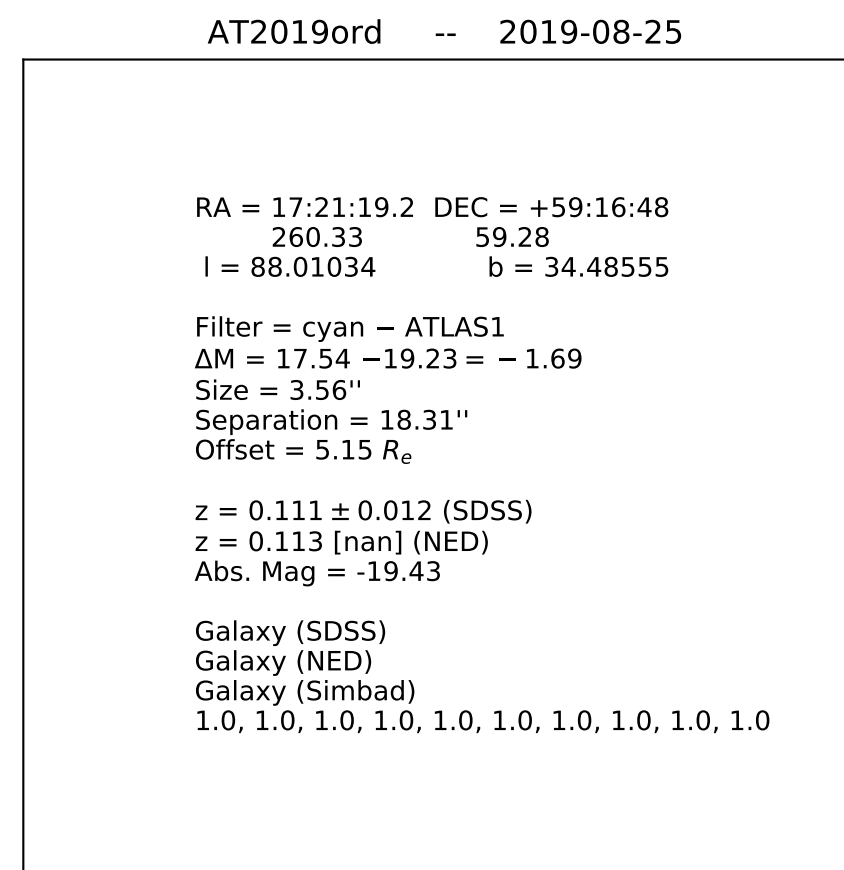 AT2019ord -- 2019-08-25
RA = 17:21:19.2 DEC = +59:16:48
260.33 59.28
l = 88.01034 b = 34.48555
Filter = cyan − ATLAS1
ΔM = 17.54 −19.23 = − 1.69
Size = 3.56''
Separation = 18.31''
Offset = 5.15 Re
z = 0.111 ± 0.012 (SDSS)
z = 0.113 [nan] (NED)
Abs. Mag = -19.43
Galaxy (SDSS)
Galaxy (NED)
Galaxy (Simbad)
1.0, 1.0, 1.0, 1.0, 1.0, 1.0, 1.0, 1.0, 1.0, 1.0